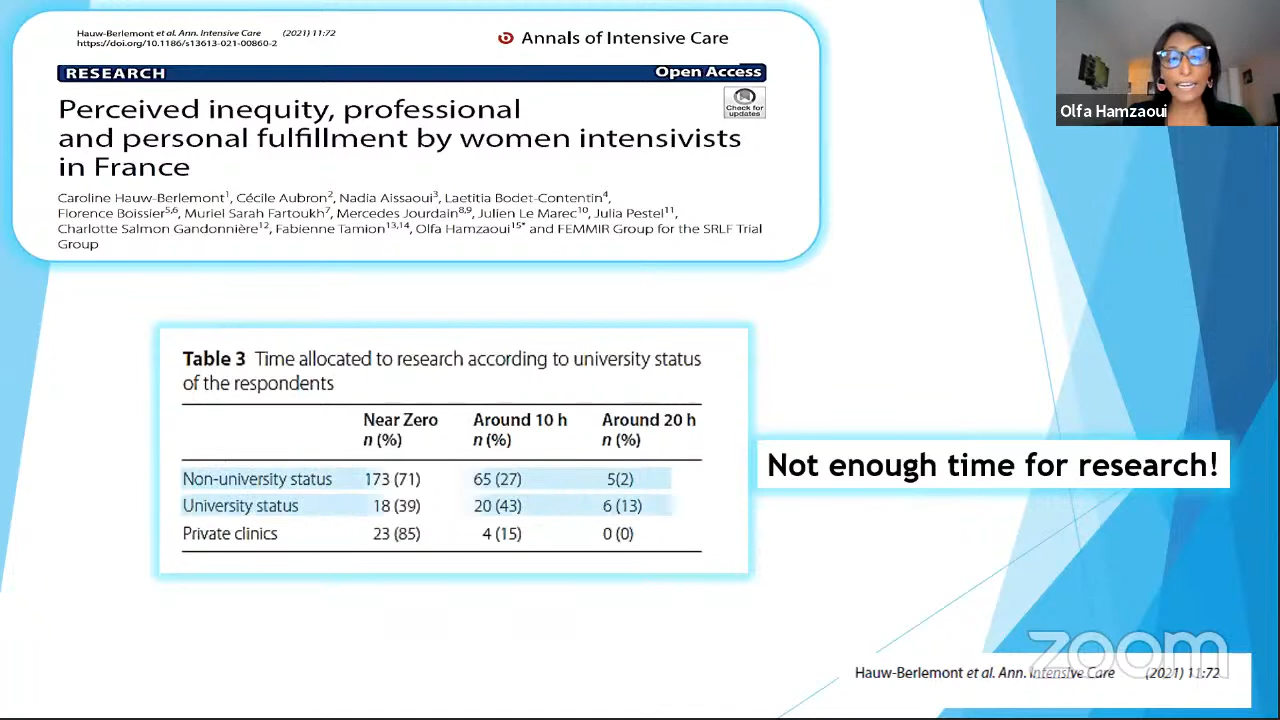 Hauw-Berlemont et al. Ann. Intensive Care (2021) 11:72
https://doi.org/10.1186/s13613-021-00860-2
Annals of Intensive Care
RESEARCH Open Access
Perceived inequity, professional
and personal fulfillment by women intensivists
in France
Check for
updates
Caroline Hauw-Berlemont1, Cécile Aubron2, Nadia Aissaoui3, Laetitia Bodet-Contentin4,
Florence Boissier5,6, Muriel Sarah Fartoukh7, Mercedes Jourdain8,9, Julien Le Marec10, Julia Pestel11,
Charlotte Salmon Gandonnière12, Fabienne Tamion13,14, Olfa Hamzaoui15* and FEMMIR Group for the SRLF Trial
Group
Olfa Hamzaoui
Table 3 Time allocated to research according to university status
of the respondents
Near Zero Around 10 h Around 20 h
n (%) n (%) n (%)
Non-university status 173 (71) 65 (27) 5(2)
University status 18 (39) 20 (43) 6 (13)
Private clinics 23 (85) 4 (15) 0 (0)
Not enough time for research!
zoom
Hauw-Berlemont et al. Ann. Intensive Care (2021) 11:72